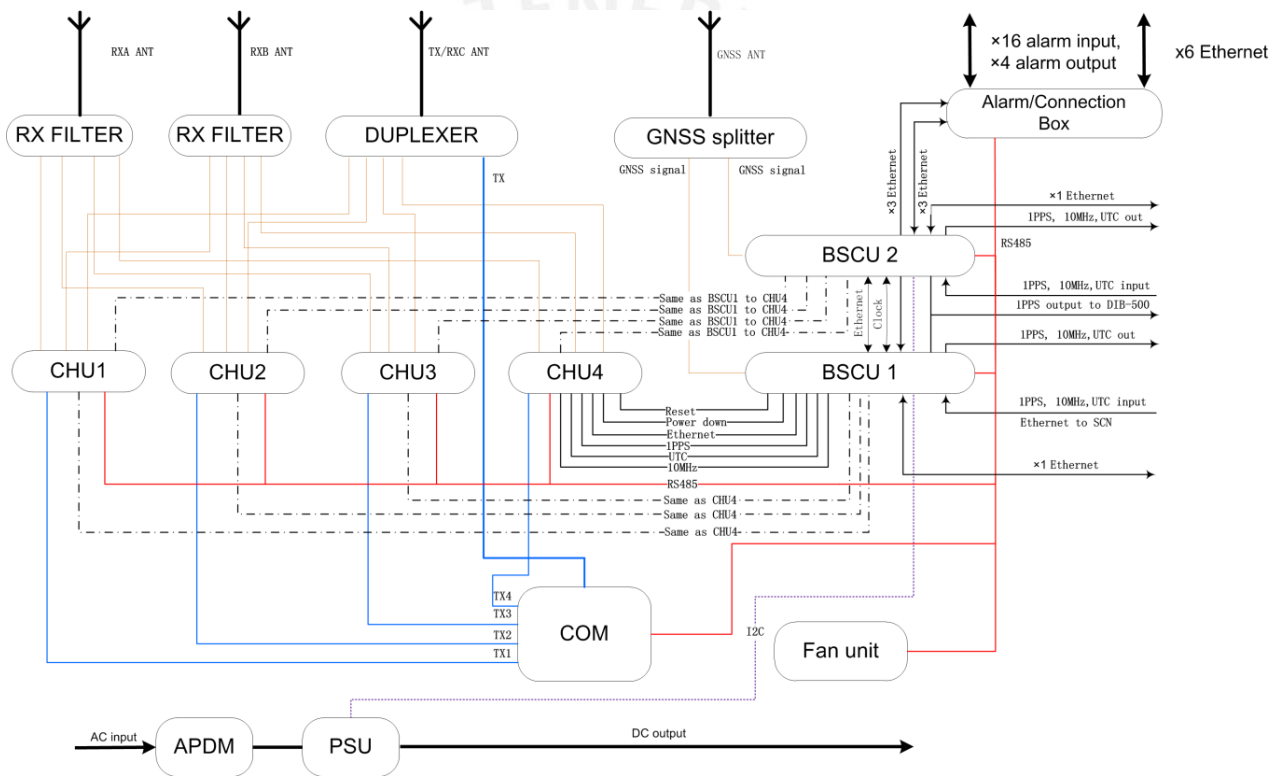 ×16 alarm input,
×4 alarm output
x6 Ethernet
RXA ANT
RXB ANT
TX/RXC ANT
GNSS ANT
Alarm/Connection
Box
RX FILTER
RX FILTER
DUPLEXER
GNSS splitter
TX
GNSS signal
GNSS signal
×3 Ethernet
×3 Ethernet
×1 Ethernet
1PPS, 10MHz,UTC out
RS485
BSCU 2
1PPS, 10MHz,UTC input
1PPS output to DIB-500
Same as BSCU1 to CHU4
Same as BSCU1 to CHU4
Same as BSCU1 to CHU4
Same as BSCU1 to CHU4
Ethernet
Clock
1PPS, 10MHz,UTC out
CHU1
CHU2
CHU3
CHU4
BSCU 1
1PPS, 10MHz,UTC input
Ethernet to SCN
Reset
Power down
Ethernet
1PPS
UTC
10MHz
×1 Ethernet
RS485
Same as CHU4
Same as CHU4
Same as CHU4
TX4
TX3
TX2
TX1
COM
I2C
Fan unit
AC input
APDM
PSU
DC output